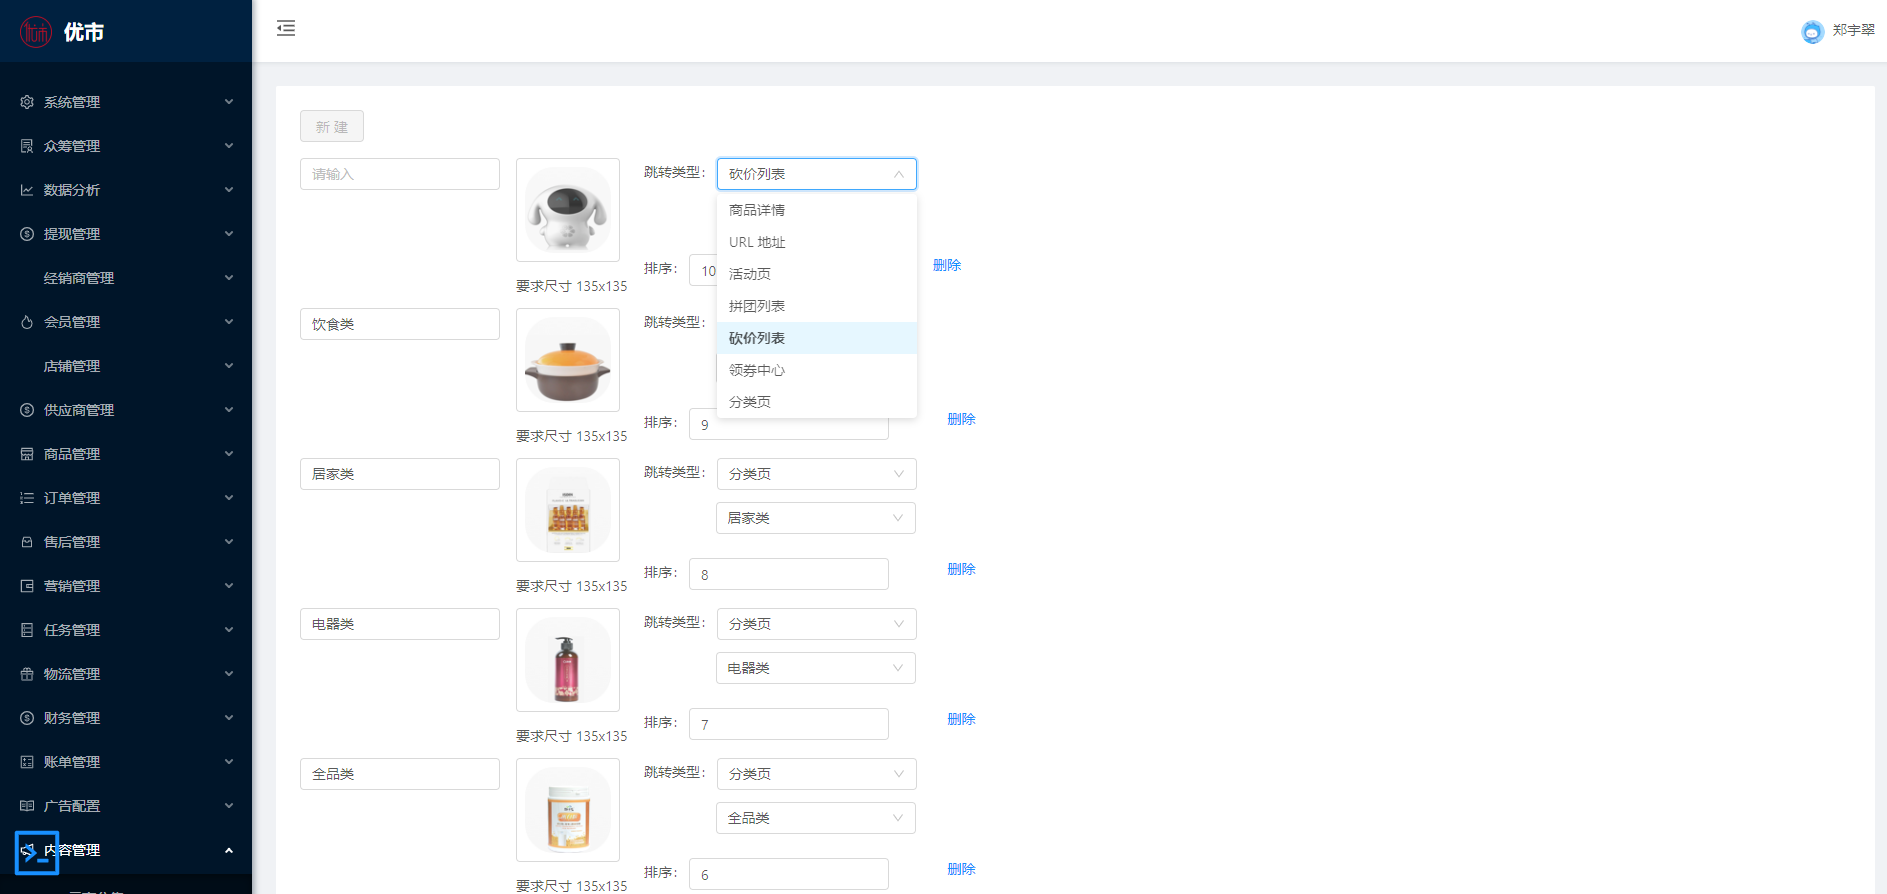 优市
郑宇翠
系统管理
众筹管理
数据分析
提现管理
经销商管理
会员管理
店铺管理
供应商管理
商品管理
订单管理
售后管理
营销管理
任务管理
物流管理
财务管理
账单管理
广告配置
内容管理
新 建
请输入
要求尺寸 135x135
跳转类型：
砍价列表
商品详情
URL 地址
活动页
拼团列表
砍价列表
领券中心
分类页
排序：
10
删除
饮食类
要求尺寸 135x135
跳转类型：
排序：
9
删除
居家类
要求尺寸 135x135
跳转类型：
分类页
居家类
排序：
8
删除
电器类
要求尺寸 135x135
跳转类型：
分类页
电器类
排序：
7
删除
全品类
要求尺寸 135x135
跳转类型：
分类页
全品类
排序：
6
删除